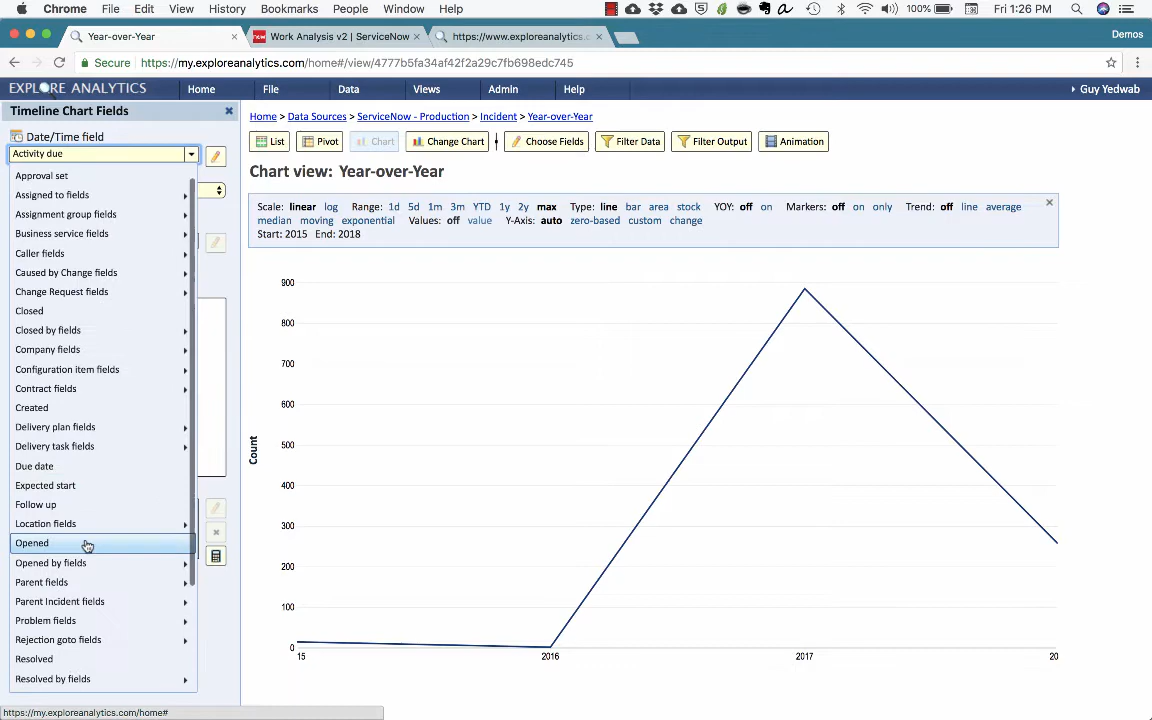 Chrome File Edit View History Bookmarks People Window Help 100% Fri 1:26 PM
Year-over-Year × Work Analysis v2 | ServiceNow × https://www.exploreanalytics.c × Demos
Secure https://my.exploreanalytics.com/home#/view/4777b5fa34af42f2a29c7fb698edc745
EXPLORE ANALYTICS Home File Data Views Admin Help Guy Yedwab
Timeline Chart Fields
Date/Time field
Activity due
Approval set
Assigned to fields
Assignment group fields
Business service fields
Caller fields
Caused by Change fields
Change Request fields
Closed
Closed by fields
Company fields
Configuration item fields
Contract fields
Created
Delivery plan fields
Delivery task fields
Due date
Expected start
Follow up
Location fields
Opened
Opened by fields
Parent fields
Parent Incident fields
Problem fields
Rejection goto fields
Resolved
Resolved by fields
Home > Data Sources > ServiceNow - Production > Incident > Year-over-Year
List Pivot Chart Change Chart Choose Fields Filter Data Filter Output Animation
Chart view: Year-over-Year
Scale: linear log Range: 1d 5d 1m 3m YTD 1y 2y max Type: line bar area stock YOY: off on Markers: off on only Trend: off line average
median moving exponential Values: off value Y-Axis: auto zero-based custom change
Start: 2015 End: 2018
900
800
700
600
500
400
300
200
100
0
Count
15 2016 2017 20
https://my.exploreanalytics.com/home#